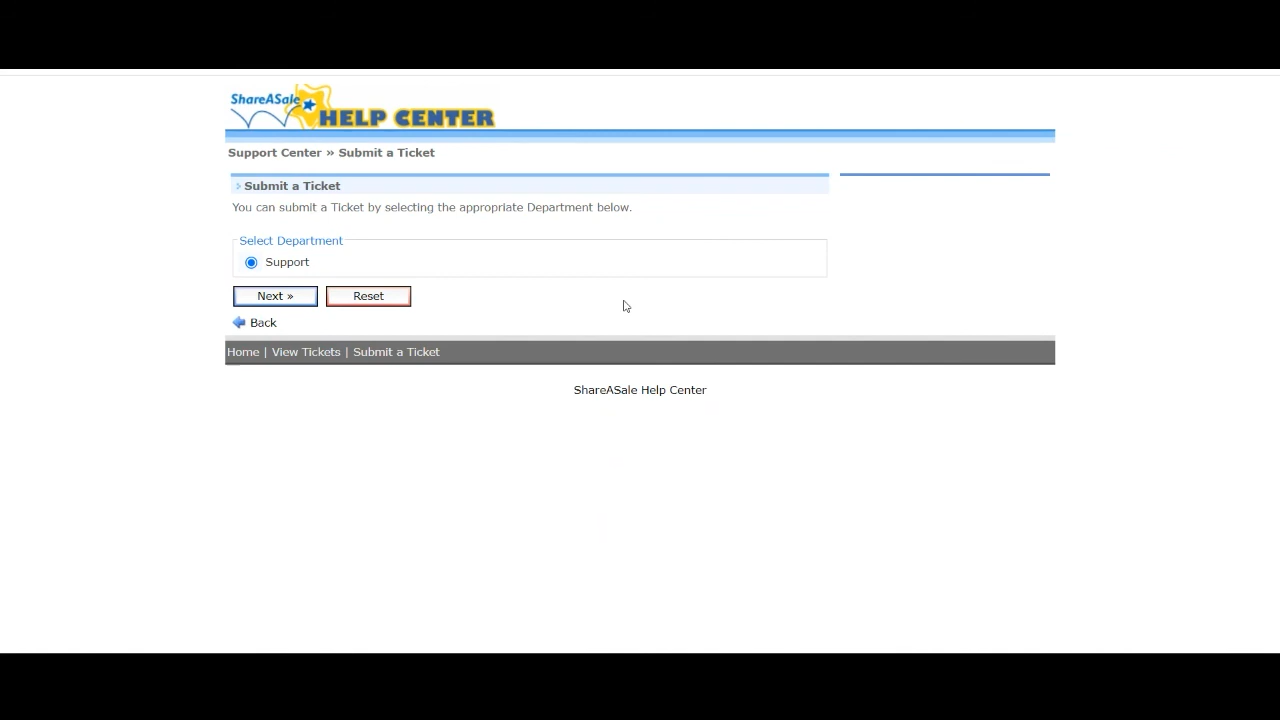 ShareASale
HELP CENTER
Support Center » Submit a Ticket
Submit a Ticket
You can submit a Ticket by selecting the appropriate Department below.
Select Department
Support
Next » Reset
Back
Home | View Tickets | Submit a Ticket
ShareASale Help Center